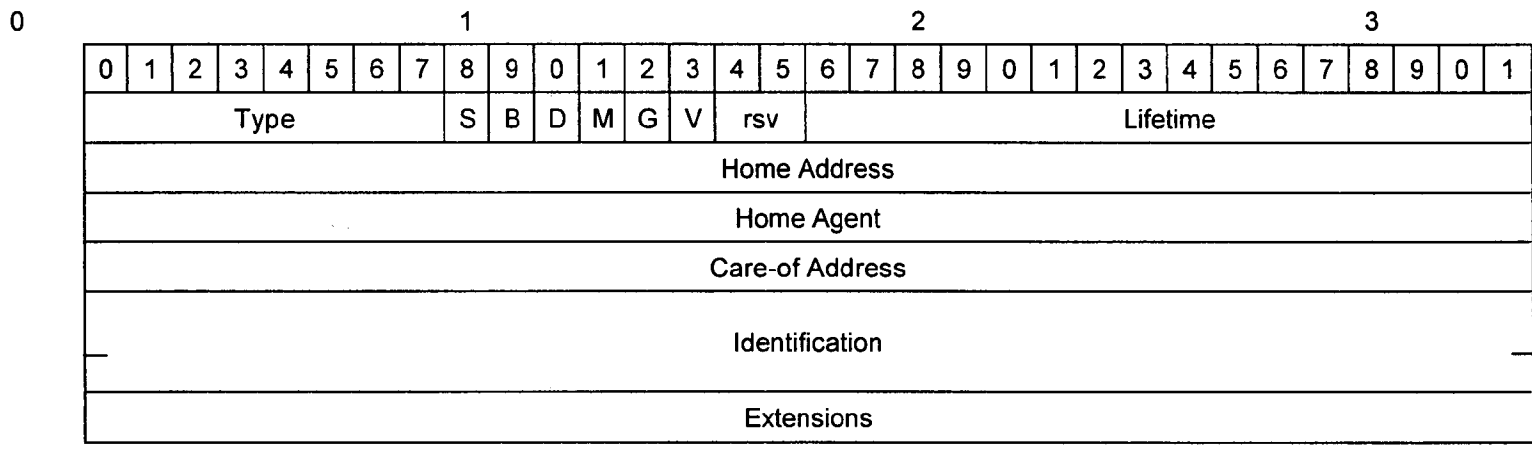 0 1 2 3
0 1 2 3 4 5 6 7 8 9 0 1 2 3 4 5 6 7 8 9 0 1 2 3 4 5 6 7 8 9 0 1
Type S B D M G V rsv Lifetime
Home Address
Home Agent
Care-of Address
Identification
Extensions